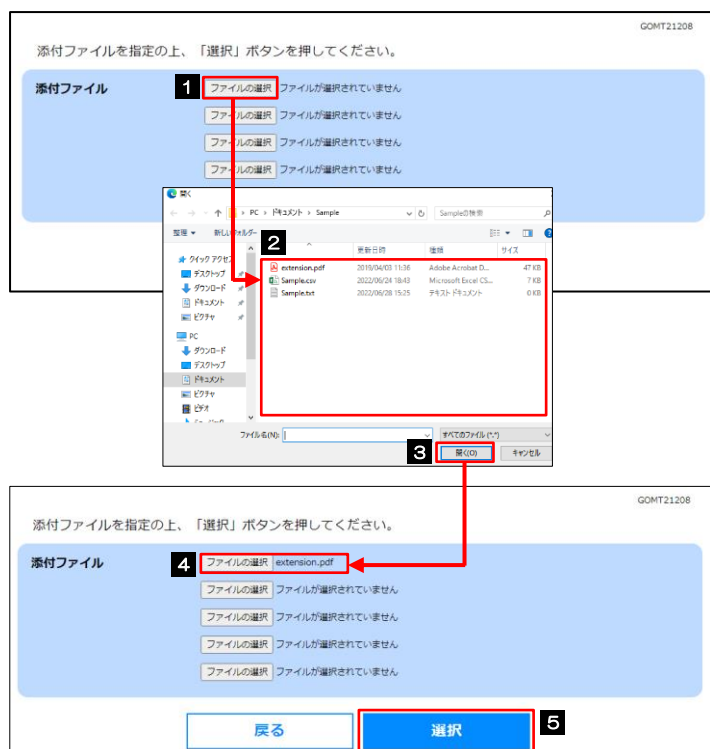 GOMT21208
添付ファイルを指定の上、「選択」ボタンを押してください。
添付ファイル
1
ファイルの選択 ファイルが選択されていません
ファイルの選択 ファイルが選択されていません
ファイルの選択 ファイルが選択されていません
ファイルの選択 ファイルが選択されていません
開く
PC › ドキュメント › Sample
Sampleの検索
整理 新しいフォルダー
2
更新日時 種類 サイズ
クイック アクセス
デスクトップ
ダウンロード
ドキュメント
ピクチャ
PC
ダウンロード
デスクトップ
ドキュメント
ピクチャ
ビデオ
extension.pdf 2019/04/03 11:36 Adobe Acrobat D... 47 KB
Sample.csv 2022/06/24 18:43 Microsoft Excel CS... 7 KB
Sample.txt 2022/06/28 15:25 テキスト ドキュメント 0 KB
ファイル名(N):
すべてのファイル (*.*)
3
開く(O) キャンセル
GOMT21208
添付ファイルを指定の上、「選択」ボタンを押してください。
添付ファイル
4
ファイルの選択 extension.pdf
ファイルの選択 ファイルが選択されていません
ファイルの選択 ファイルが選択されていません
ファイルの選択 ファイルが選択されていません
ファイルの選択 ファイルが選択されていません
戻る
選択
5